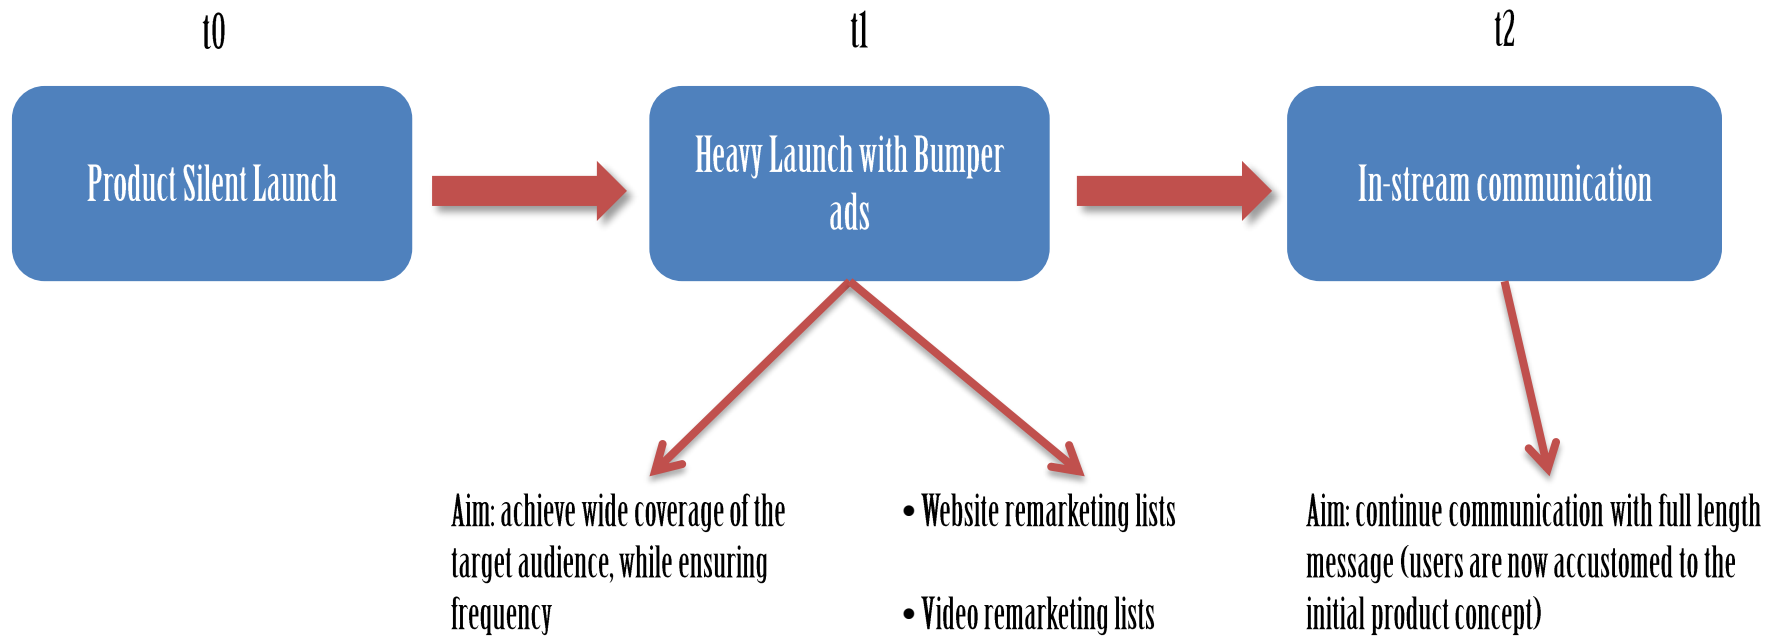 t0
t1
t2
Product Silent Launch
Heavy Launch with Bumper
ads
In-stream communication
Aim: achieve wide coverage of the
target audience, while ensuring
frequency
• Website remarketing lists
• Video remarketing lists
Aim: continue communication with full length
message (users are now accustomed to the
initial product concept)